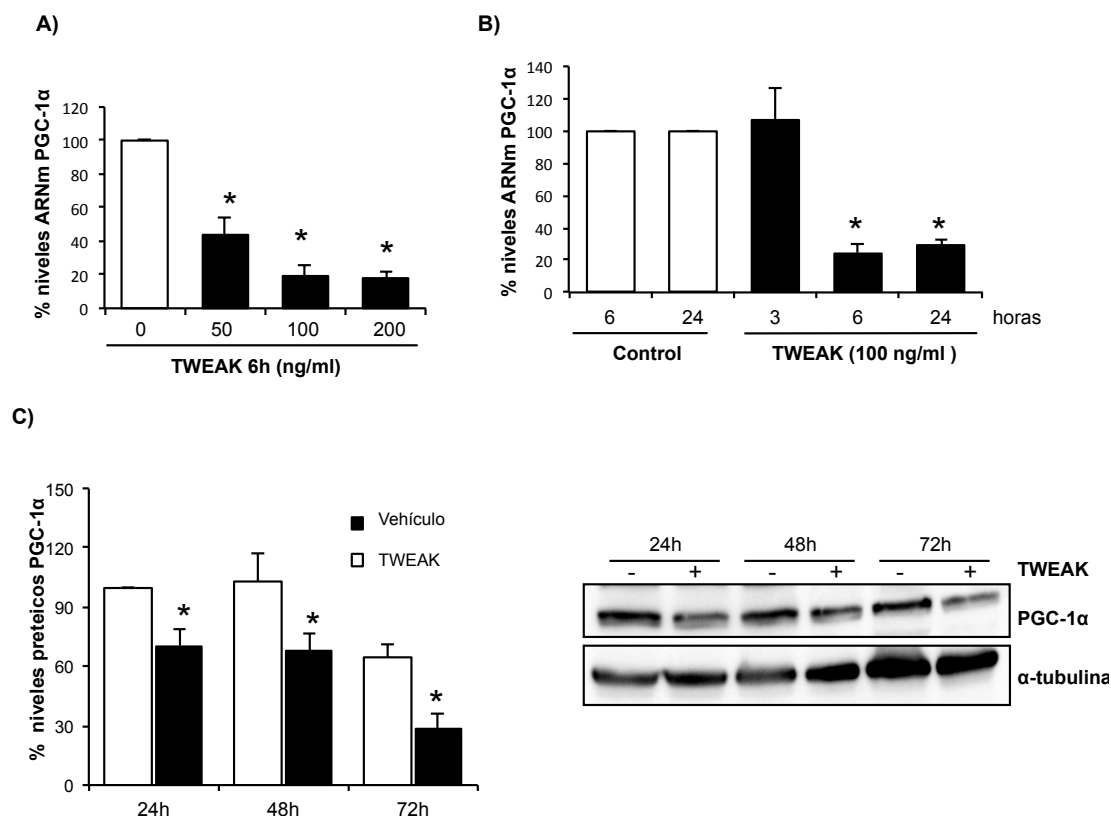 A)
% niveles ARNm PGC-1α
120
100
80
60
40
20
0
*
*
*
0 50 100 200
TWEAK 6h (ng/ml)
B)
% niveles ARNm PGC-1α
140
120
100
80
60
40
20
0
*
*
6 24 3 6 24 horas
Control TWEAK (100 ng/ml )
C)
% niveles preteicos PGC-1α
150
120
90
60
30
0
Vehículo
TWEAK
*
*
*
24h 48h 72h
24h 48h 72h
- + - + - + TWEAK
PGC-1α
α-tubulina